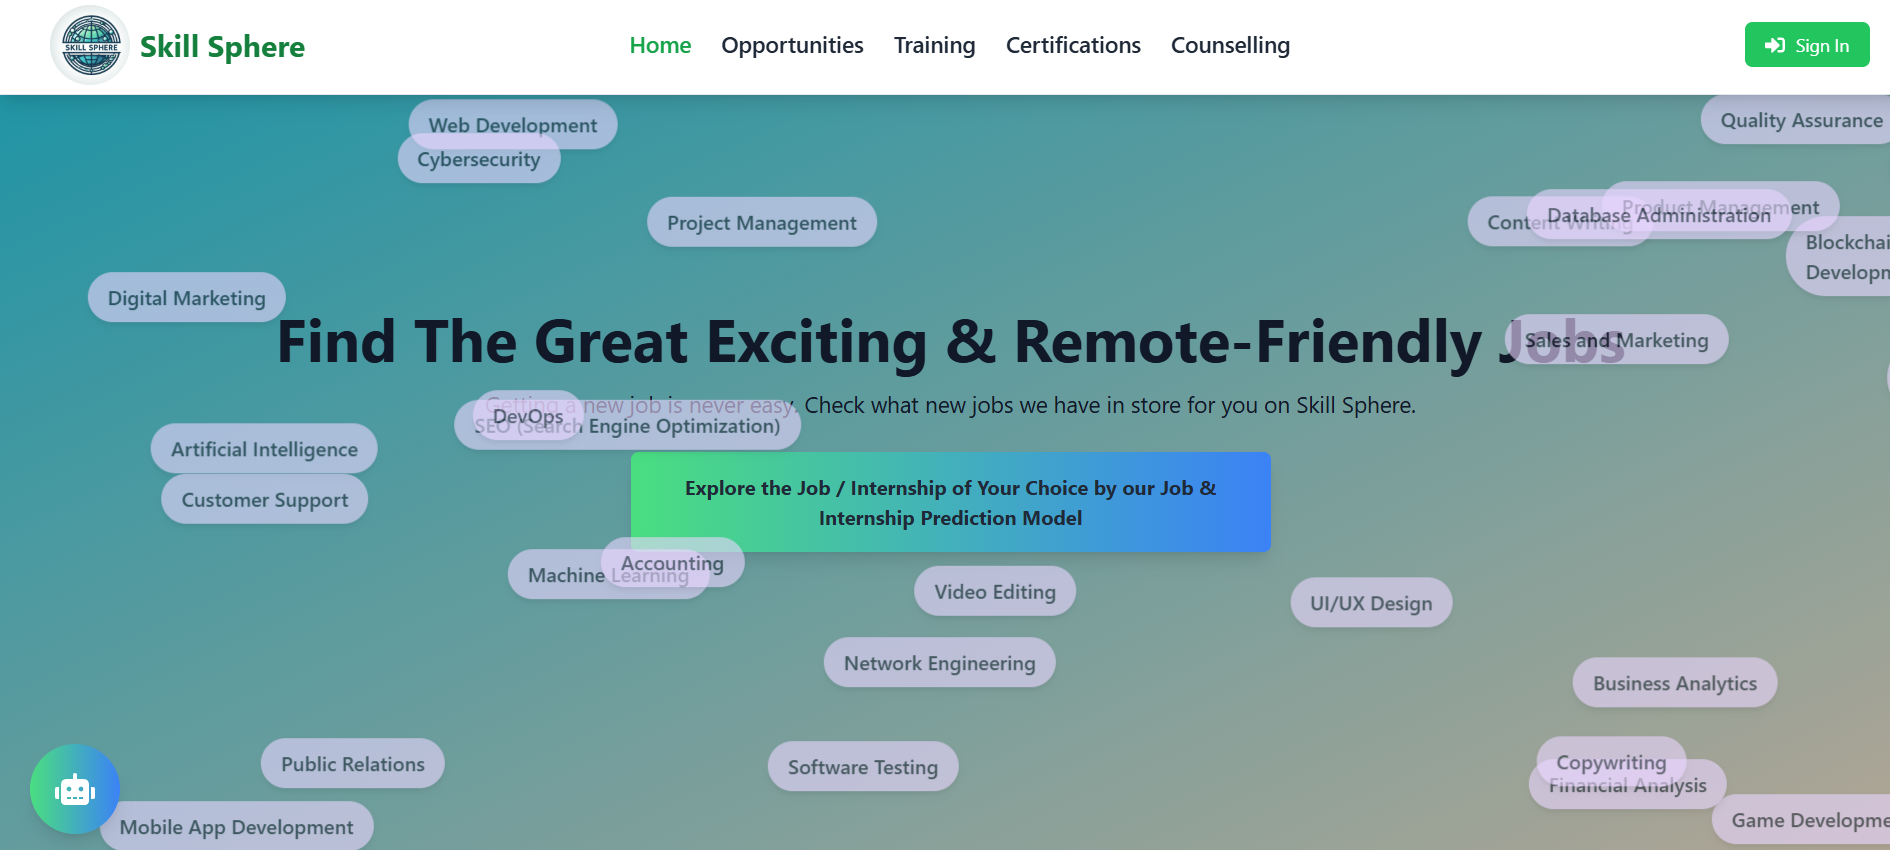 SKILL SPHERE
Skill Sphere
Home
Opportunities
Training
Certifications
Counselling
Sign In
Web Development
Quality Assurance
Cybersecurity
Project Management
Content Writing
Database Administration
Product Management
Blockchai
Developm
Digital Marketing
Find The Great Exciting & Remote-Friendly Jobs
Sales and Marketing
Getting a new job is never easy. Check what new jobs we have in store for you on Skill Sphere.
DevOps
SEO (Search Engine Optimization)
Artificial Intelligence
Customer Support
Explore the Job / Internship of Your Choice by our Job &
Internship Prediction Model
Accounting
Machine Learning
Video Editing
UI/UX Design
Network Engineering
Business Analytics
Public Relations
Software Testing
Copywriting
Financial Analysis
Mobile App Development
Game Developme